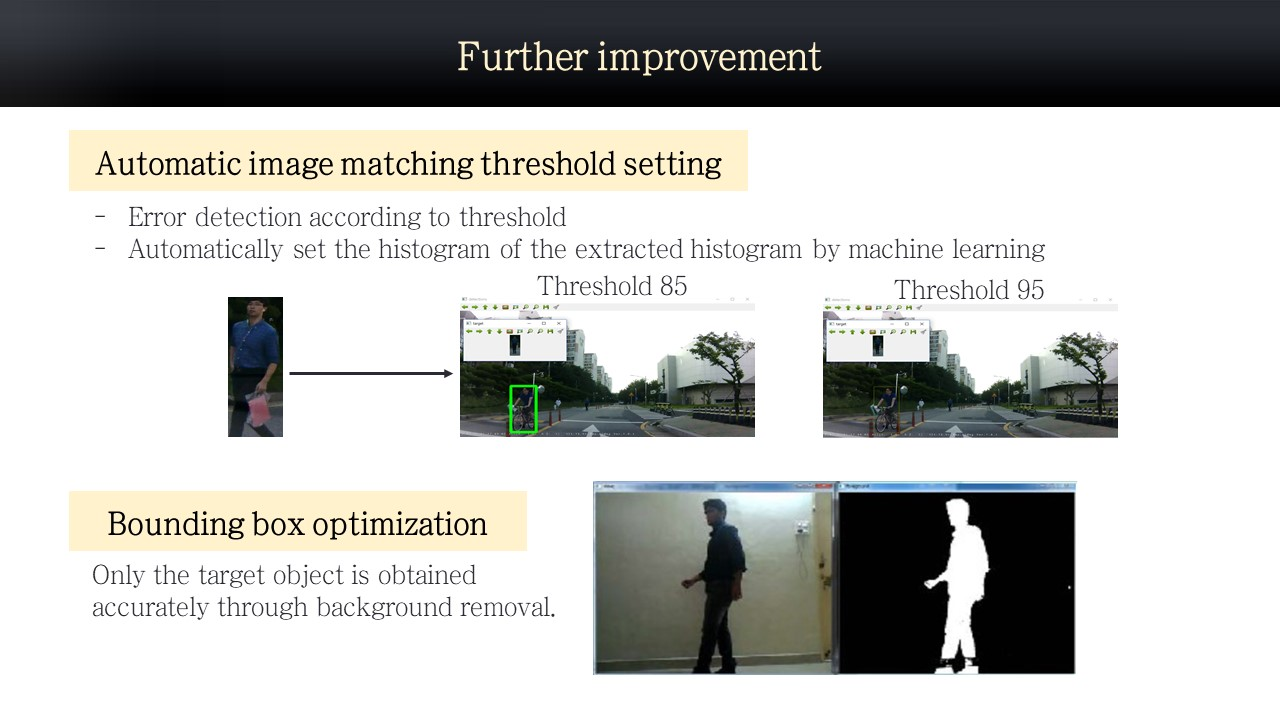 Further improvement
Automatic image matching threshold setting
- Error detection according to threshold
- Automatically set the histogram of the extracted histogram by machine learning
Threshold 85
Threshold 95
target
target
Bounding box optimization
Only the target object is obtained
accurately through background removal.